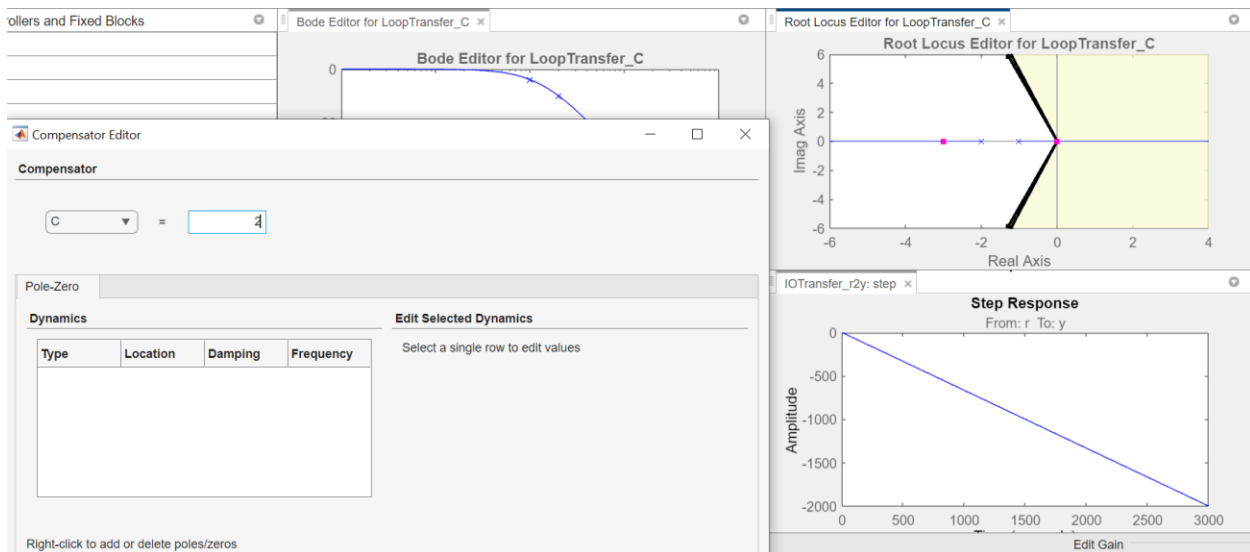 ollers and Fixed Blocks
Bode Editor for LoopTransfer_C ×
Root Locus Editor for LoopTransfer_C ×
Bode Editor for LoopTransfer_C
0
Root Locus Editor for LoopTransfer_C
6
4
2
0
-2
-4
-6
Imag Axis
-6 -4 -2 0 2 4
Real Axis
Compensator Editor
Compensator
C = 2
Pole-Zero
Dynamics
Type Location Damping Frequency
Edit Selected Dynamics
Select a single row to edit values
Right-click to add or delete poles/zeros
IOTransfer_r2y: step ×
Step Response
From: r To: y
0
-500
-1000
-1500
-2000
Amplitude
0 500 1000 1500 2000 2500 3000
Edit Gain